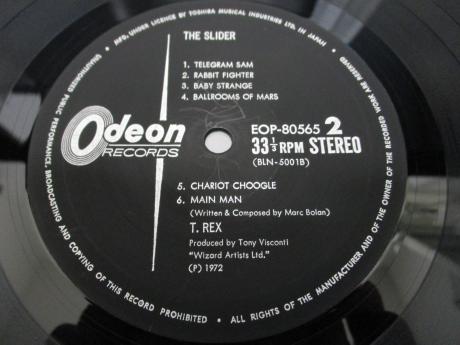 THE SLIDER
1. TELEGRAM SAM
2. RABBIT FIGHTER
3. BABY STRANGE
4. BALLROOMS OF MARS
Odeon
RECORDS
EOP-80565 2
33⅓ RPM STEREO
(BLN-5001B)
5. CHARIOT CHOOGLE
6. MAIN MAN
(Written & Composed by Marc Bolan)
T. REX
Produced by Tony Visconti
"Wizard Artists Ltd."
(P) 1972
MFG. UNDER LICENCE BY TOSHIBA MUSICAL INDUSTRIES LTD. IN JAPAN • ALL RIGHTS OF THE MANUFACTURER AND OF THE OWNER OF THE RECORDED WORK ARE RESERVED. • UNAUTHORIZED PUBLIC PERFORMANCE, BROADCASTING AND COPYING OF THIS RECORD PROHIBITED •